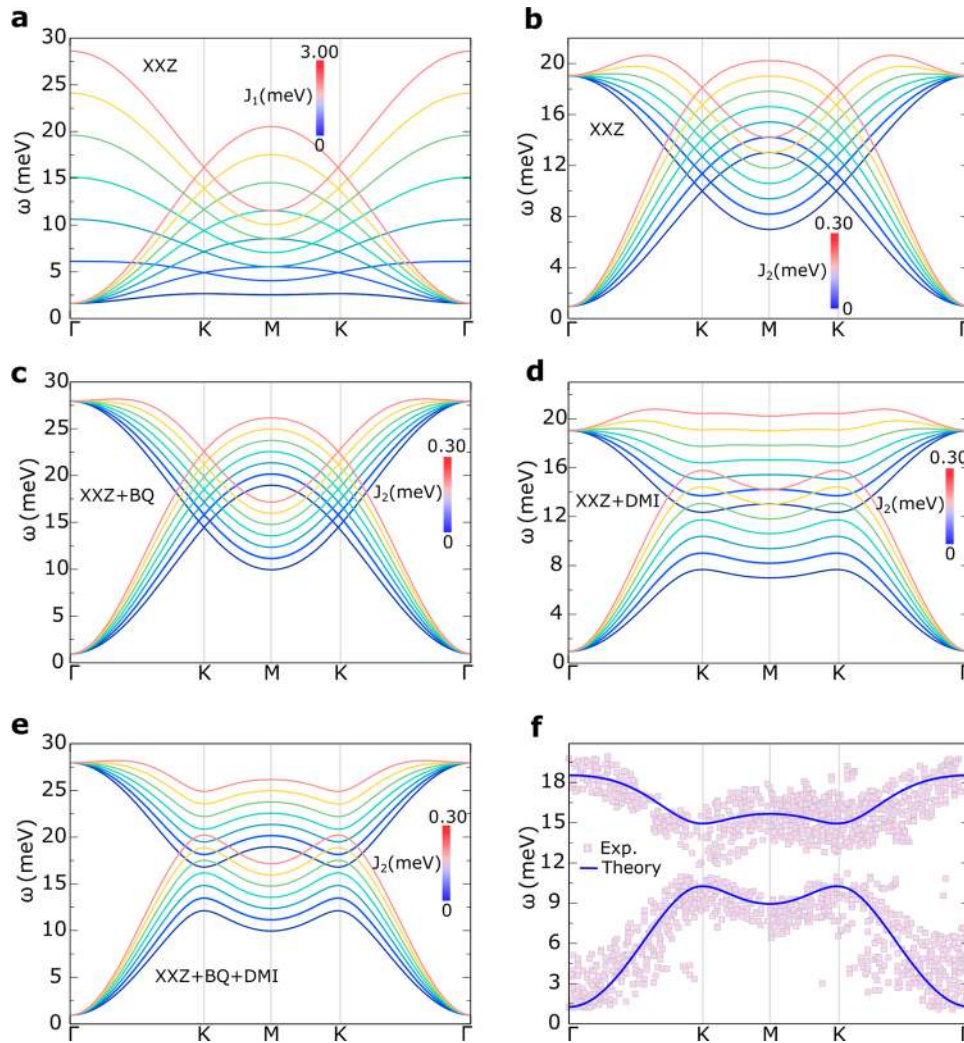 a
XXZ
3.00
J₁(meV)
0
ω (meV)
30
25
20
15
10
5
0
Γ K M K Γ
b
XXZ
0.30
J₂(meV)
0
ω (meV)
20
16
12
8
4
0
Γ K M K Γ
c
XXZ+BQ
0.30
J₂(meV)
0
ω (meV)
30
25
20
15
10
5
0
Γ K M K Γ
d
XXZ+DMI
0.30
J₂(meV)
0
ω (meV)
20
16
12
8
4
0
Γ K M K Γ
e
XXZ+BQ+DMI
0.30
J₂(meV)
0
ω (meV)
30
25
20
15
10
5
0
Γ K M K Γ
f
Exp.
Theory
ω (meV)
18
15
12
9
6
3
0
Γ K M K Γ